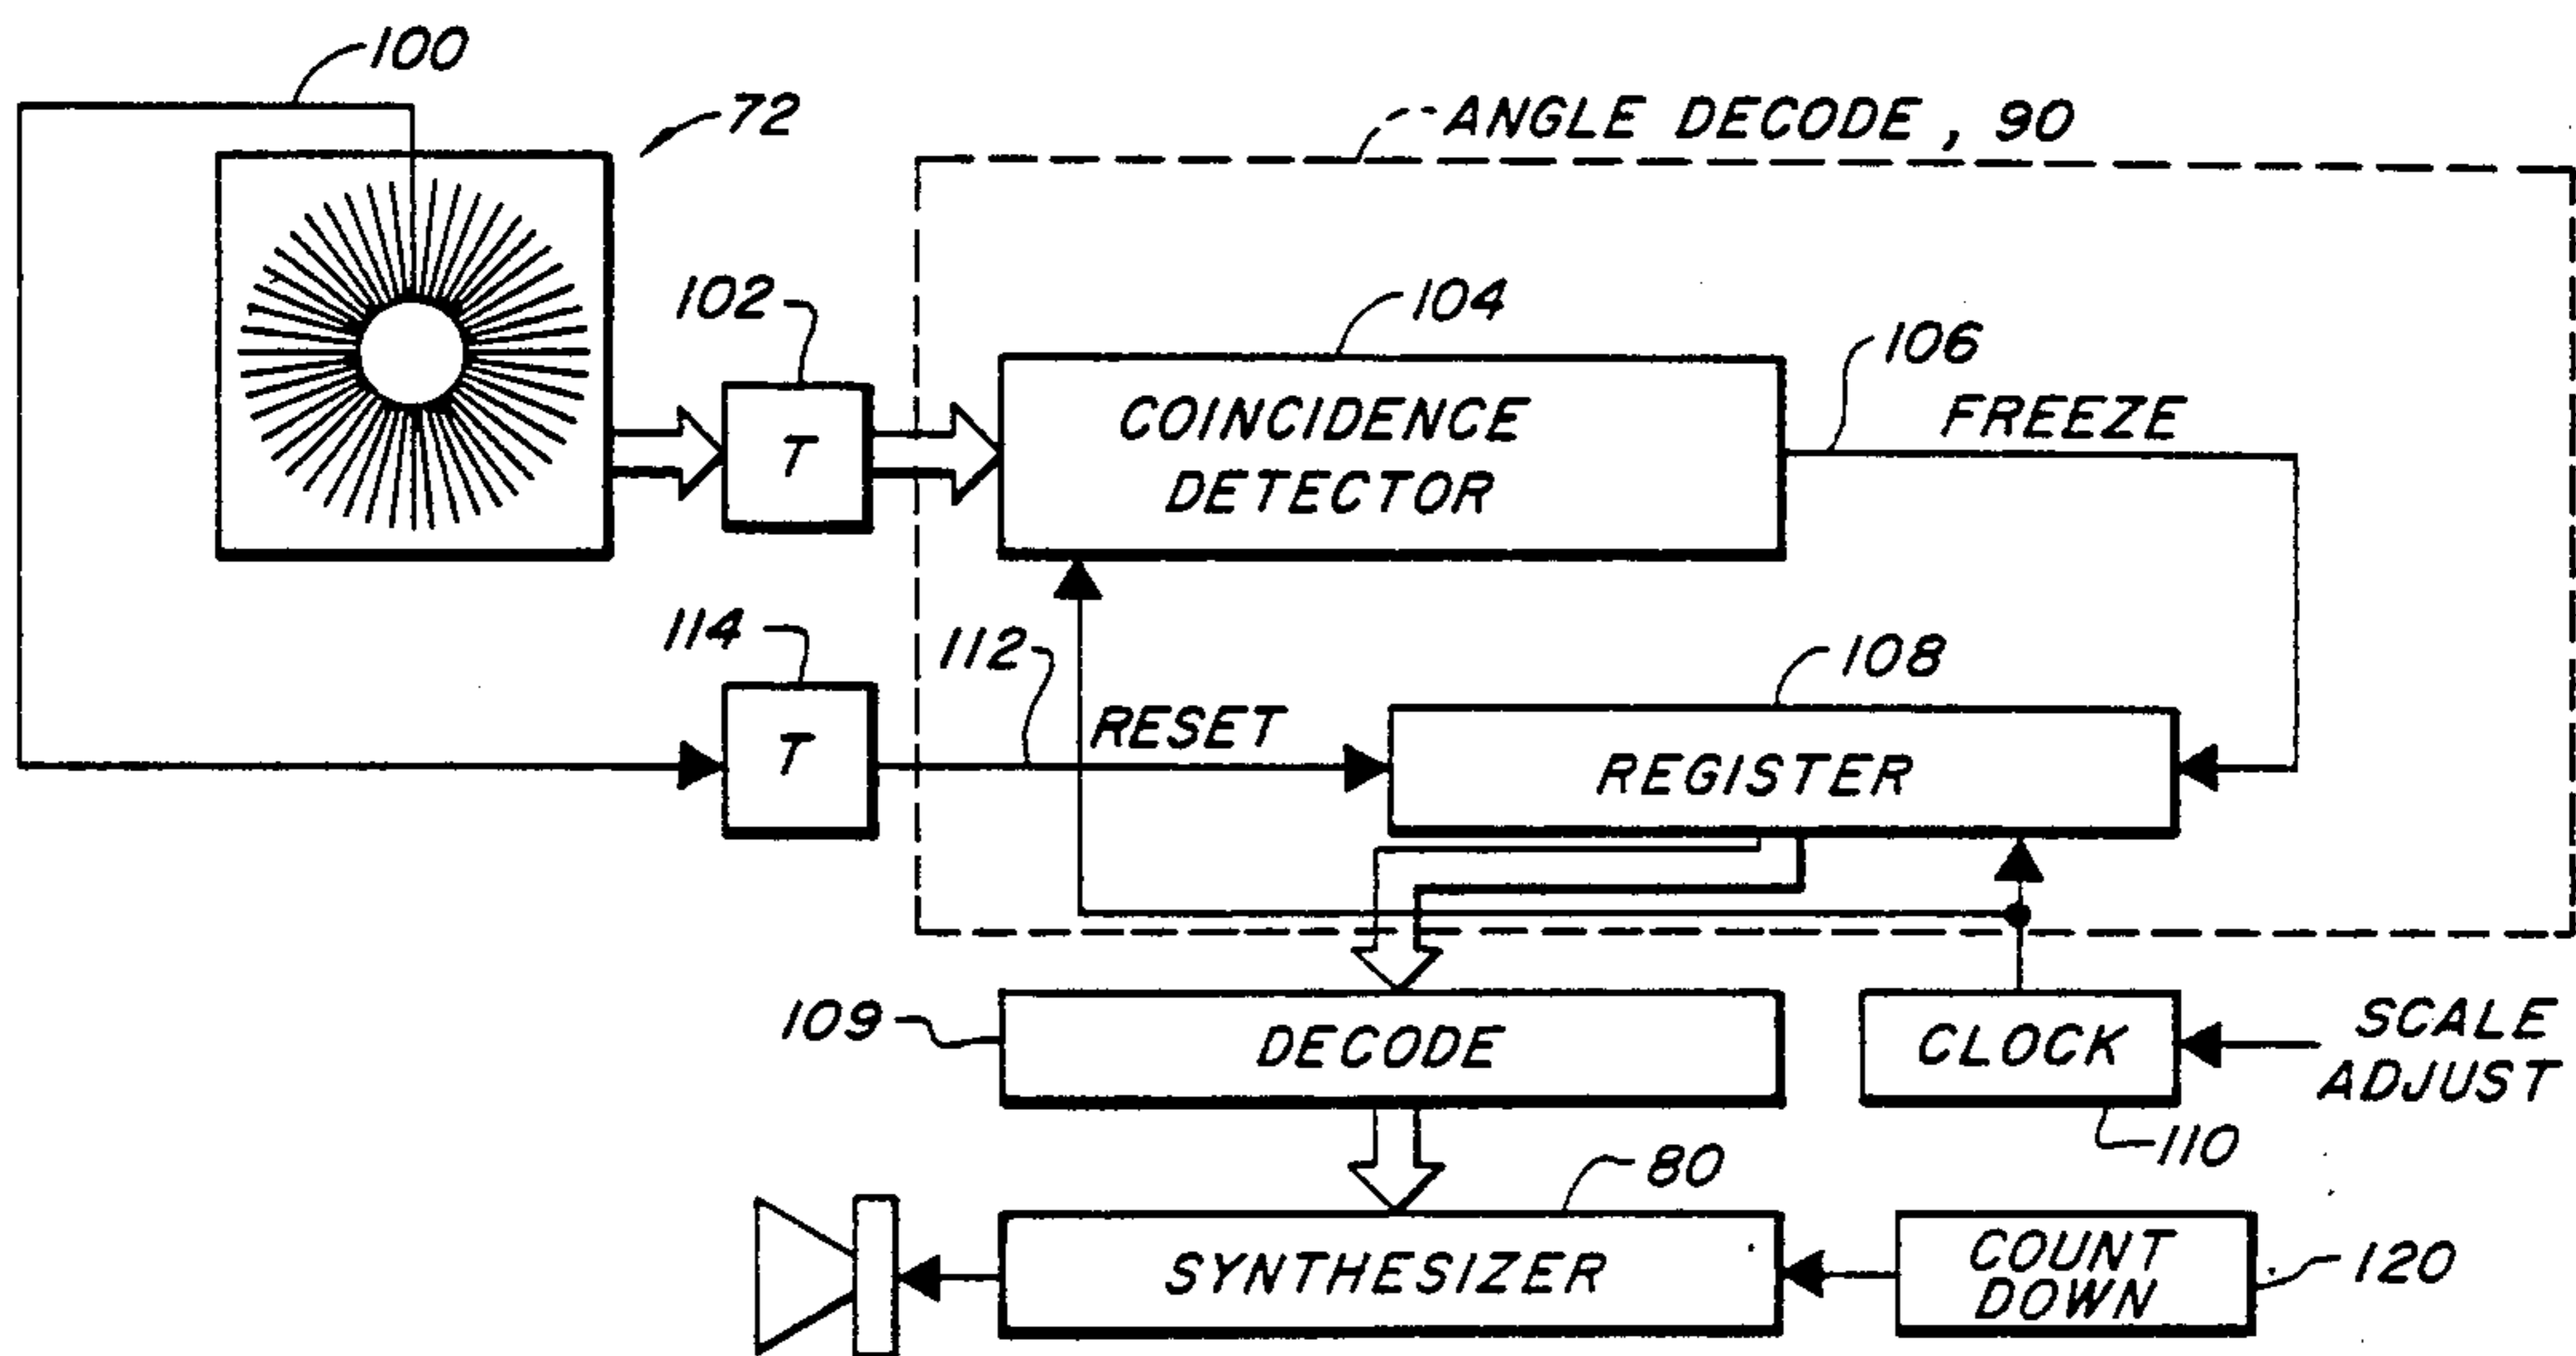 100
72
ANGLE DECODE, 90
102
104
106
T
COINCIDENCE
DETECTOR
FREEZE
114
112
108
T
RESET
REGISTER
109
DECODE
CLOCK
SCALE
ADJUST
110
80
SYNTHESIZER
COUNT
DOWN
120